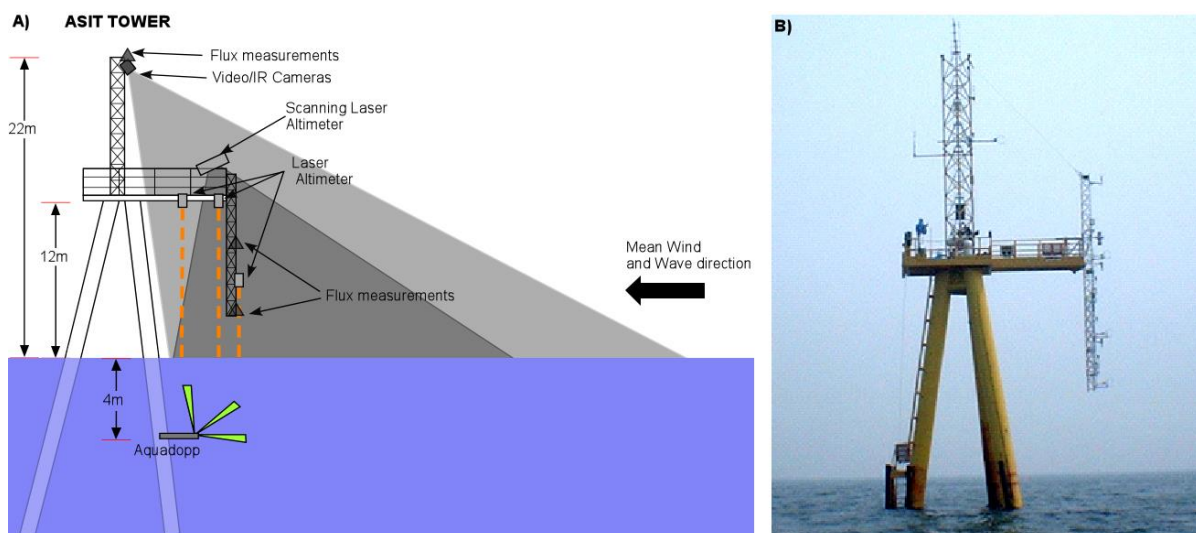 A) ASIT TOWER
Flux measurements
Video/IR Cameras
Scanning Laser
Altimeter
Laser
Altimeter
22m
12m
Mean Wind
and Wave direction
Flux measurements
4m
Aquadopp
B)